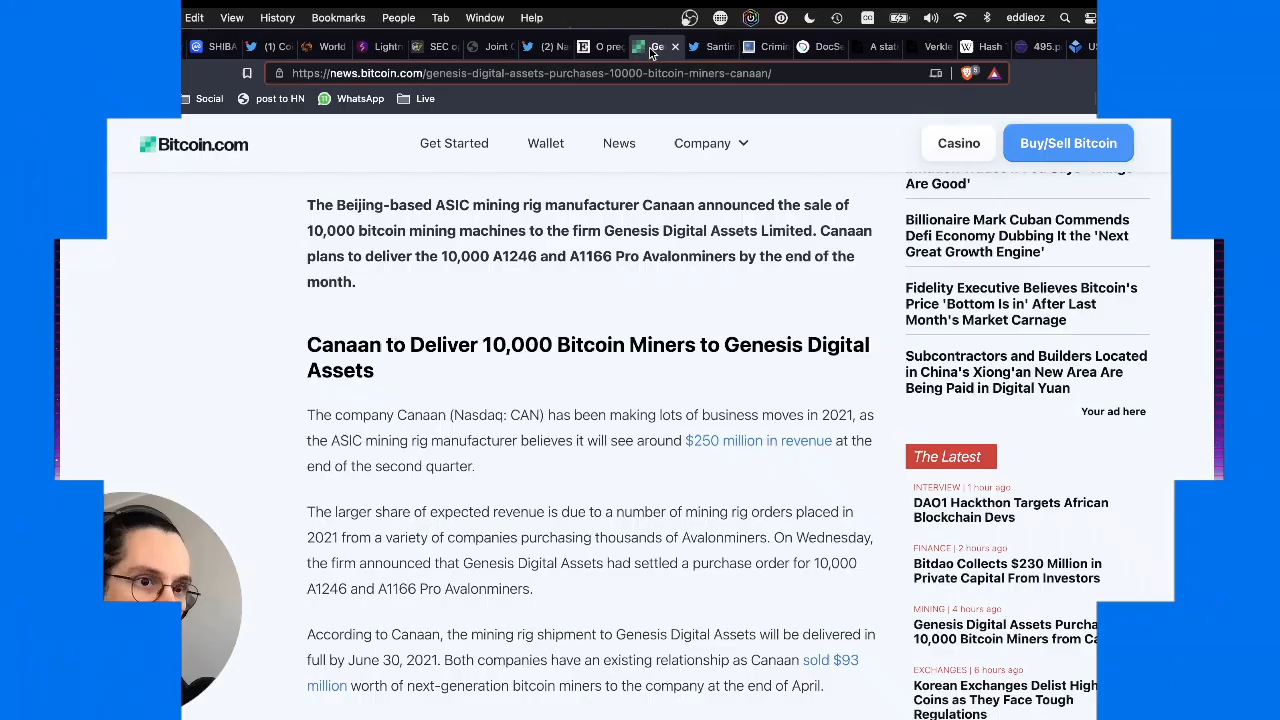 Edit View History Bookmarks People Tab Window Help eddieoz
SHIBA (1) Co World Lightn SEC o Joint C (2) Na O pre Ge Santin Crimin DocSe A stat Verkle Hash 495.p US
https://news.bitcoin.com/genesis-digital-assets-purchases-10000-bitcoin-miners-canaan/
Social post to HN WhatsApp Live
Bitcoin.com Get Started Wallet News Company Casino Buy/Sell Bitcoin
The Beijing-based ASIC mining rig manufacturer Canaan announced the sale of
10,000 bitcoin mining machines to the firm Genesis Digital Assets Limited. Canaan
plans to deliver the 10,000 A1246 and A1166 Pro Avalonminers by the end of the
month.
Canaan to Deliver 10,000 Bitcoin Miners to Genesis Digital
Assets
The company Canaan (Nasdaq: CAN) has been making lots of business moves in 2021, as
the ASIC mining rig manufacturer believes it will see around $250 million in revenue at the
end of the second quarter.
The larger share of expected revenue is due to a number of mining rig orders placed in
2021 from a variety of companies purchasing thousands of Avalonminers. On Wednesday,
the firm announced that Genesis Digital Assets had settled a purchase order for 10,000
A1246 and A1166 Pro Avalonminers.
According to Canaan, the mining rig shipment to Genesis Digital Assets will be delivered in
full by June 30, 2021. Both companies have an existing relationship as Canaan sold $93
million worth of next-generation bitcoin miners to the company at the end of April.
Are Good'
Billionaire Mark Cuban Commends
Defi Economy Dubbing It the 'Next
Great Growth Engine'
Fidelity Executive Believes Bitcoin's
Price 'Bottom Is in' After Last
Month's Market Carnage
Subcontractors and Builders Located
in China's Xiong'an New Area Are
Being Paid in Digital Yuan
Your ad here
The Latest
INTERVIEW | 1 hour ago
DAO1 Hackthon Targets African
Blockchain Devs
FINANCE | 2 hours ago
Bitdao Collects $230 Million in
Private Capital From Investors
MINING | 4 hours ago
Genesis Digital Assets Purcha
10,000 Bitcoin Miners from Ca
EXCHANGES | 6 hours ago
Korean Exchanges Delist High
Coins as They Face Tough
Regulations